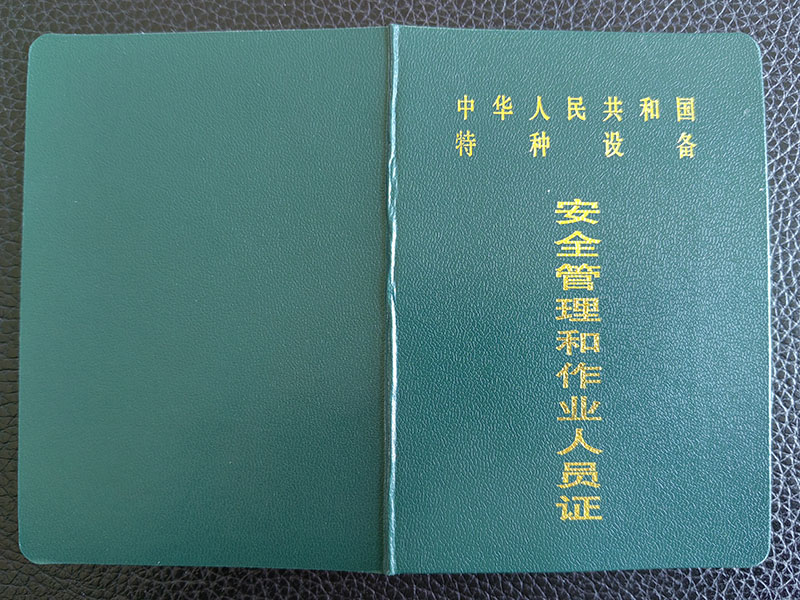 中华人民共和国
特种设备
安全管理和作业人员证